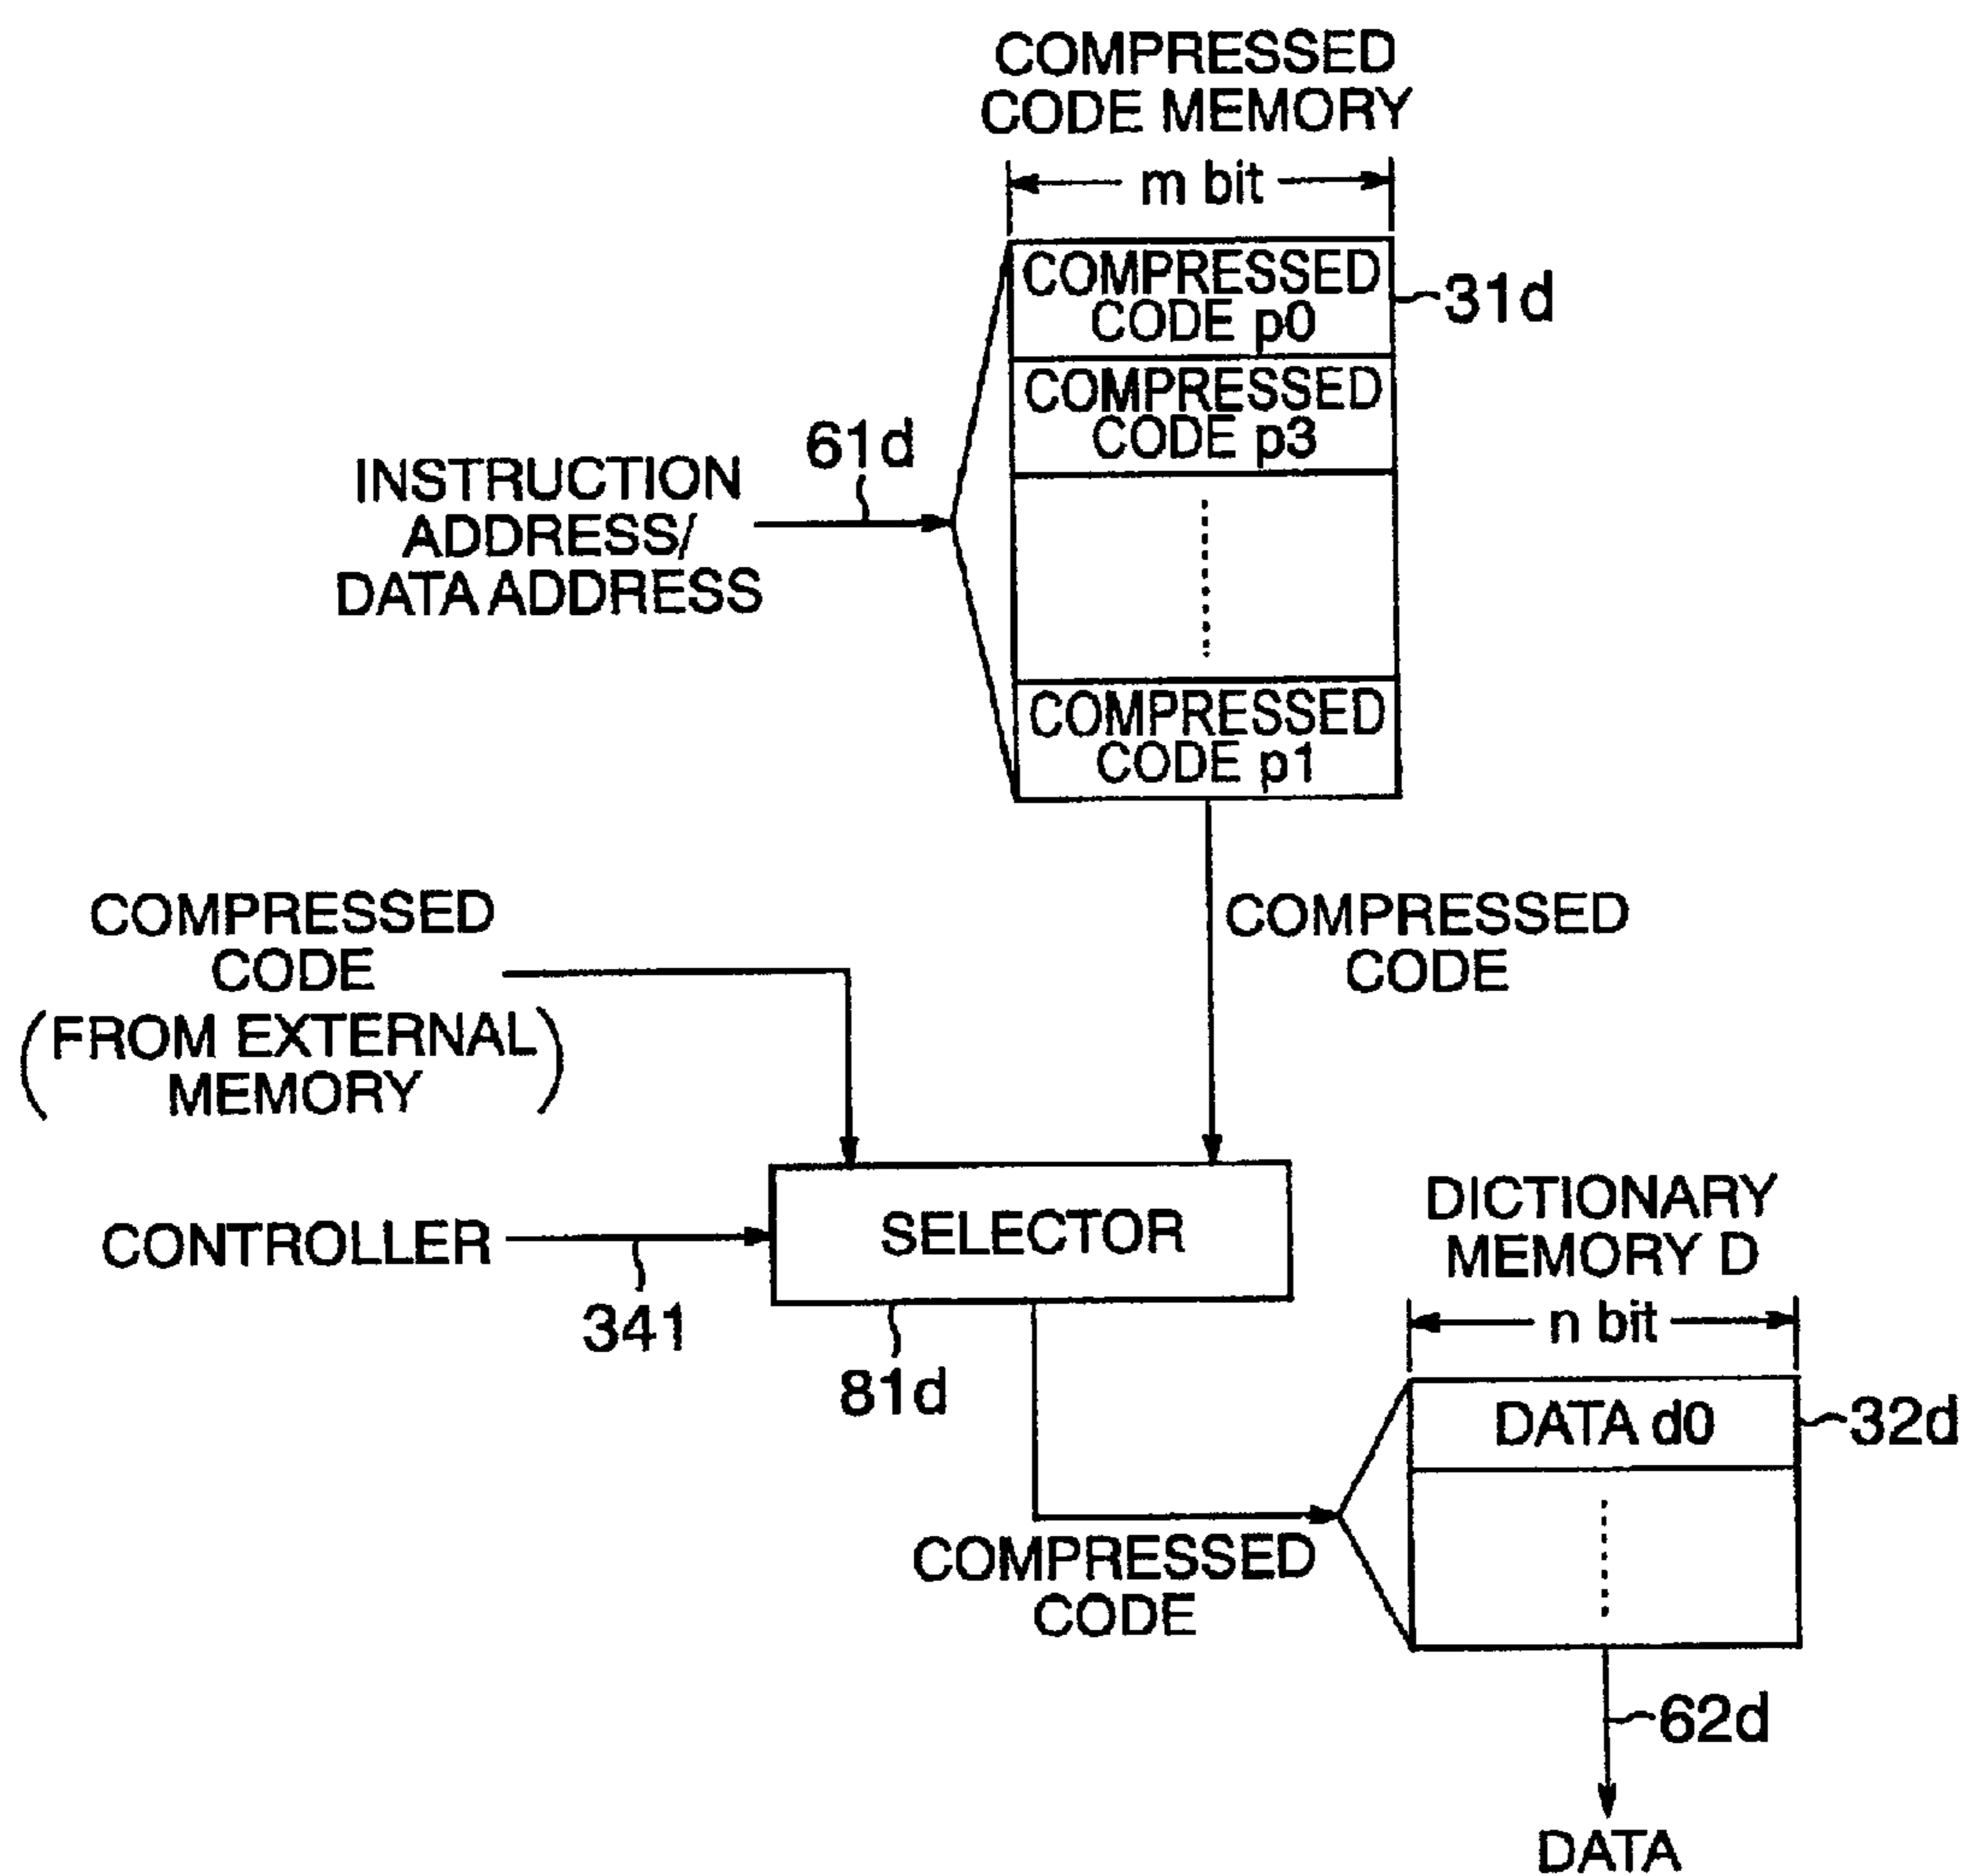 COMPRESSED
CODE MEMORY
m bit
COMPRESSED
CODE p0
31d
COMPRESSED
CODE p3
61d
INSTRUCTION
ADDRESS/
DATA ADDRESS
COMPRESSED
CODE p1
COMPRESSED
CODE
(FROM EXTERNAL
MEMORY)
COMPRESSED
CODE
CONTROLLER
341
SELECTOR
81d
DICTIONARY
MEMORY D
n bit
DATA d0
32d
COMPRESSED
CODE
62d
DATA